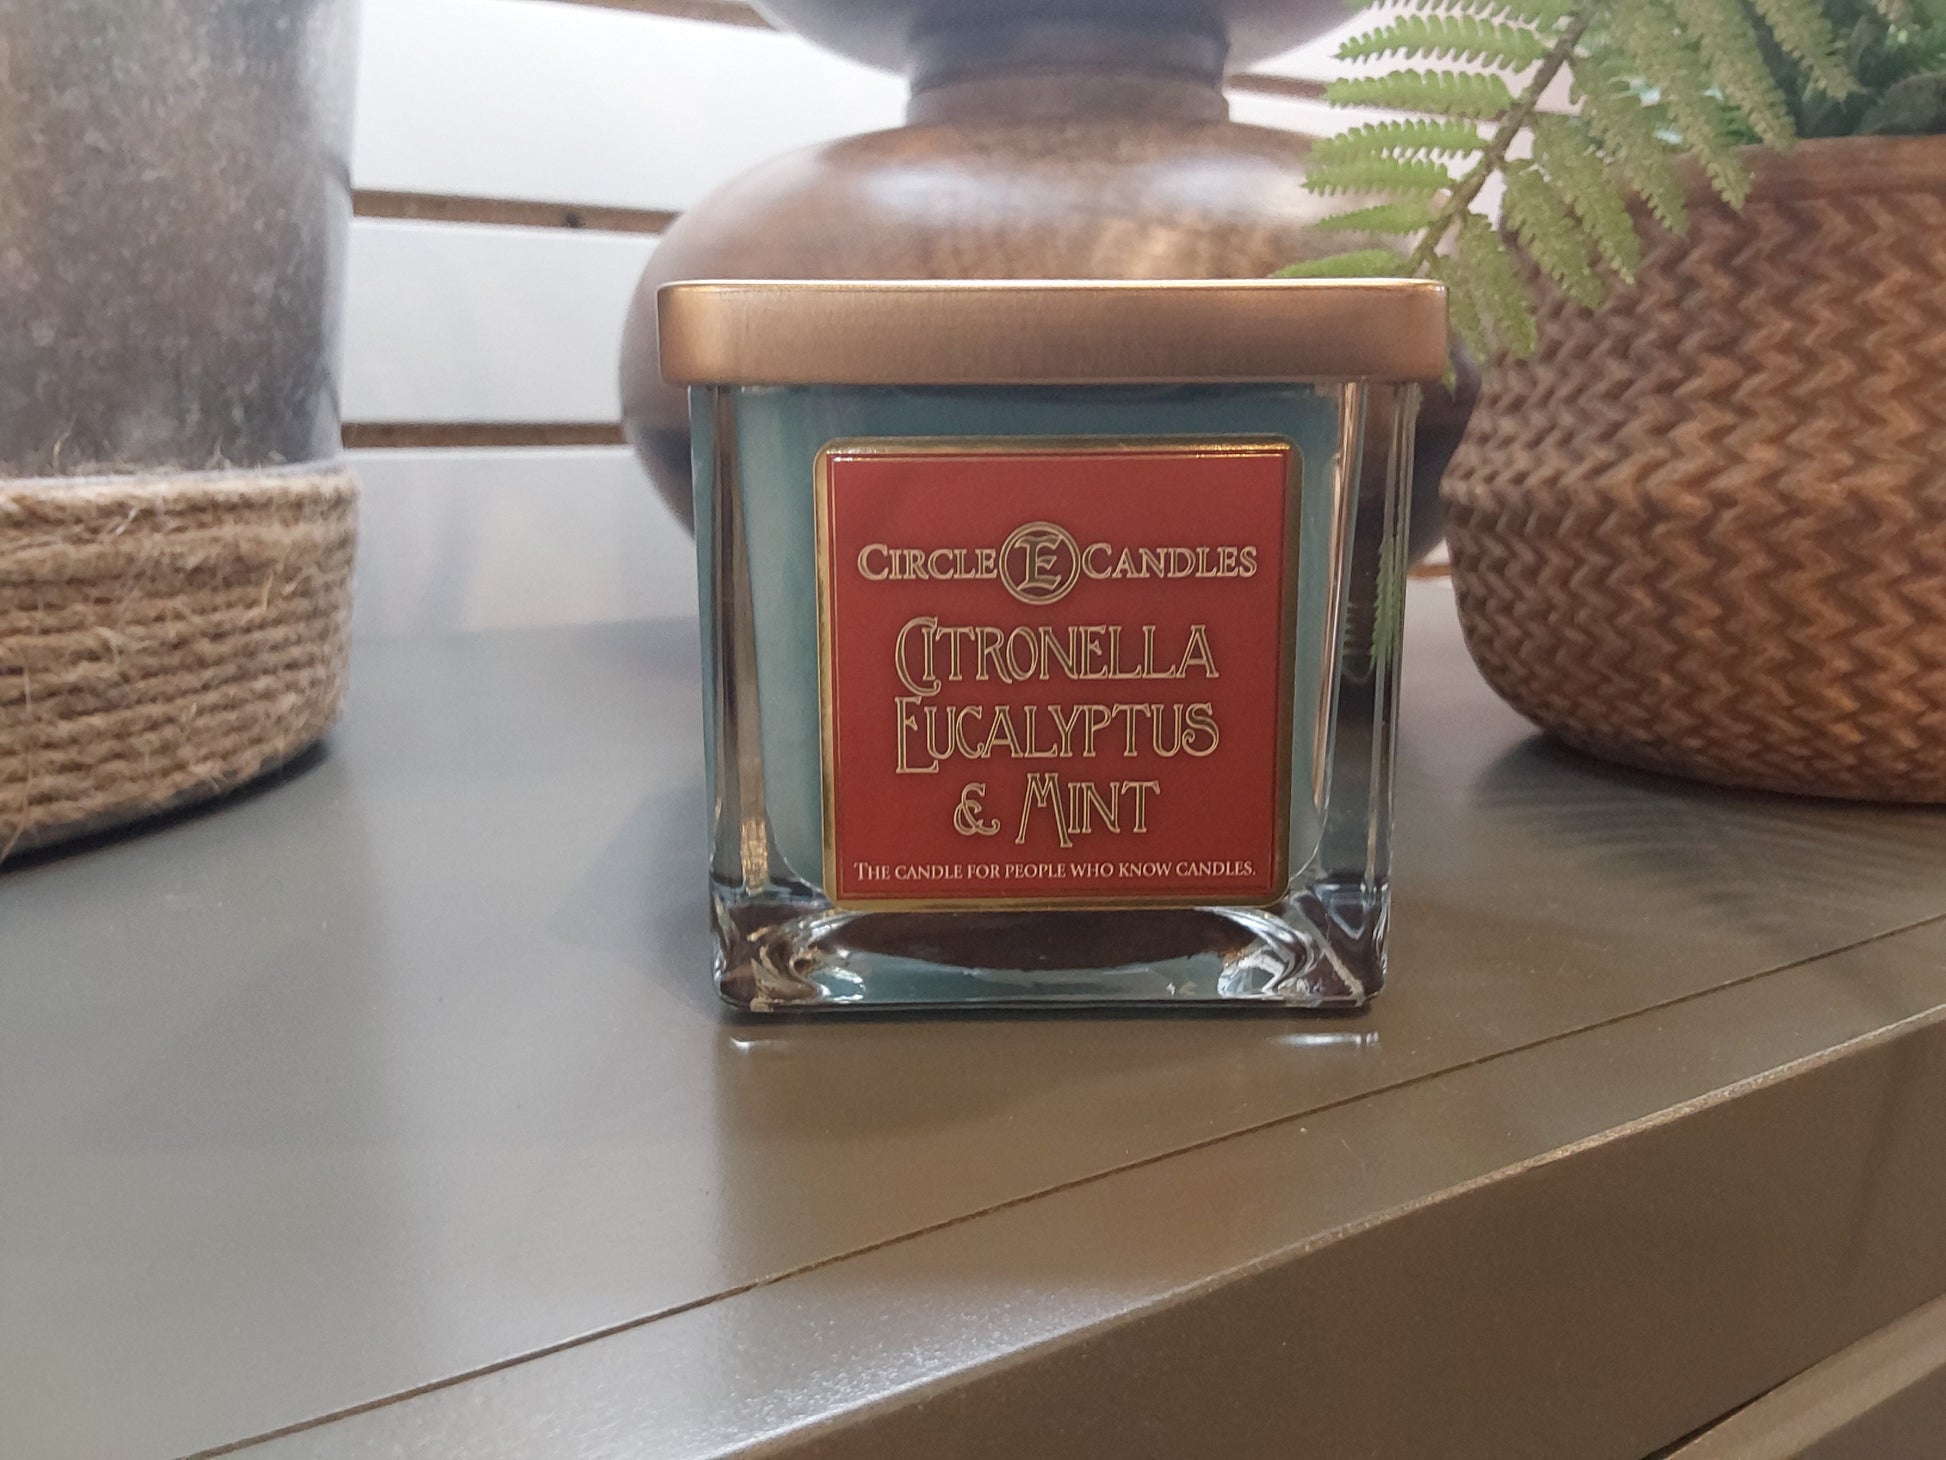 CIRCLE E CANDLES
CITRONELLA
EUCALYPTUS
& MINT
THE CANDLE FOR PEOPLE WHO KNOW CANDLES.